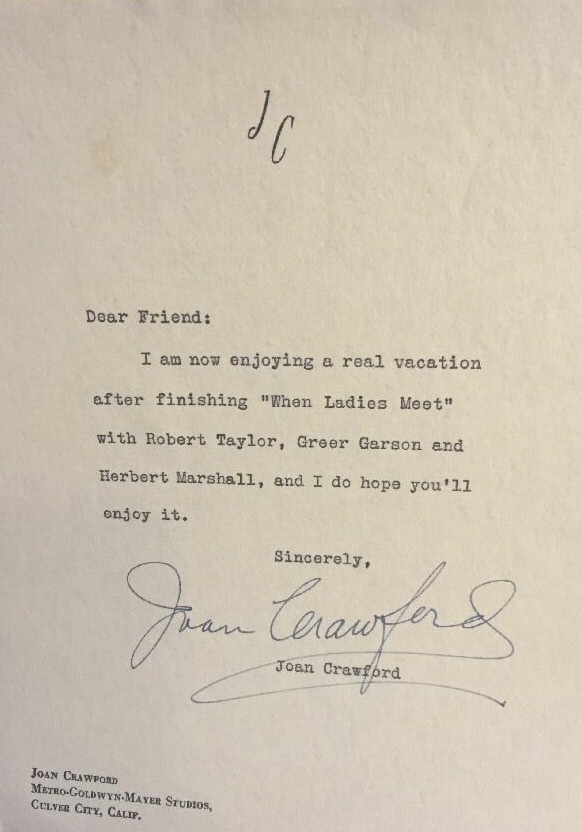 J C
Dear Friend:
I am now enjoying a real vacation
after finishing "When Ladies Meet"
with Robert Taylor, Greer Garson and
Herbert Marshall, and I do hope you'll
enjoy it.
Sincerely,
Joan Crawford
Joan Crawford
Joan Crawford
Metro-Goldwyn-Mayer Studios,
Culver City, Calif.